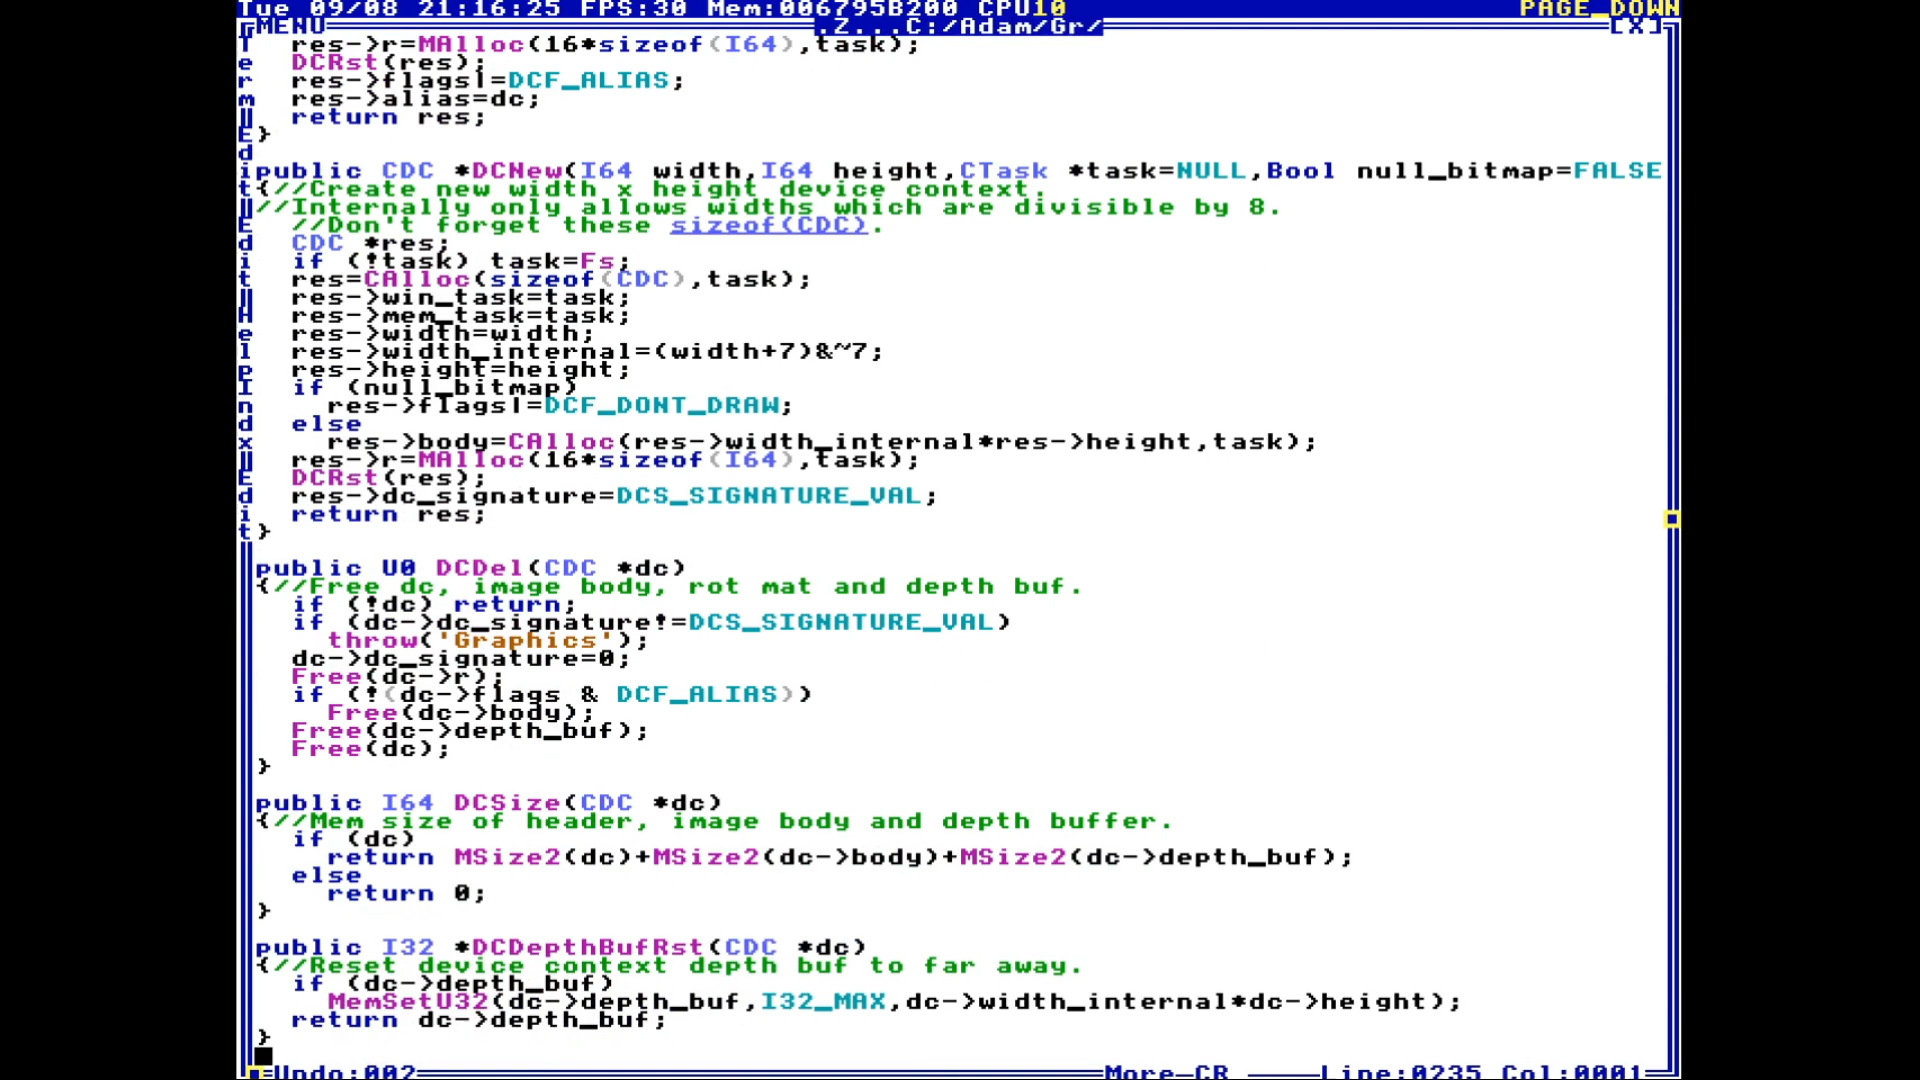 Tue 09/08 21:16:25 FPS:30 Mem:006795B200 CPU10 PAGE_DOWN
MENU .Z...C:/Adam/Gr/ [X]
res->r=MAlloc(16*sizeof(I64),task);
DCRst(res);
res->flags|=DCF_ALIAS;
res->alias=dc;
return res;
}
public CDC *DCNew(I64 width,I64 height,CTask *task=NULL,Bool null_bitmap=FALSE
{//Create new width x height device context.
//Internally only allows widths which are divisible by 8.
//Don't forget these sizeof(CDC).
CDC *res;
if (!task) task=Fs;
res=CAlloc(sizeof(CDC),task);
res->win_task=task;
res->mem_task=task;
res->width=width;
res->width_internal=(width+7)&~7;
res->height=height;
if (null_bitmap)
res->flags|=DCF_DONT_DRAW;
else
res->body=CAlloc(res->width_internal*res->height,task);
res->r=MAlloc(16*sizeof(I64),task);
DCRst(res);
res->dc_signature=DCS_SIGNATURE_VAL;
return res;
}
public U0 DCDel(CDC *dc)
{//Free dc, image body, rot mat and depth buf.
if (!dc) return;
if (dc->dc_signature!=DCS_SIGNATURE_VAL)
throw('Graphics');
dc->dc_signature=0;
Free(dc->r);
if (!(dc->flags & DCF_ALIAS))
Free(dc->body);
Free(dc->depth_buf);
Free(dc);
}
public I64 DCSize(CDC *dc)
{//Mem size of header, image body and depth buffer.
if (dc)
return MSize2(dc)+MSize2(dc->body)+MSize2(dc->depth_buf);
else
return 0;
}
public I32 *DCDepthBufRst(CDC *dc)
{//Reset device context depth buf to far away.
if (dc->depth_buf)
MemSetU32(dc->depth_buf,I32_MAX,dc->width_internal*dc->height);
return dc->depth_buf;
}
Undo:002 More-CR Line:0235 Col:0001